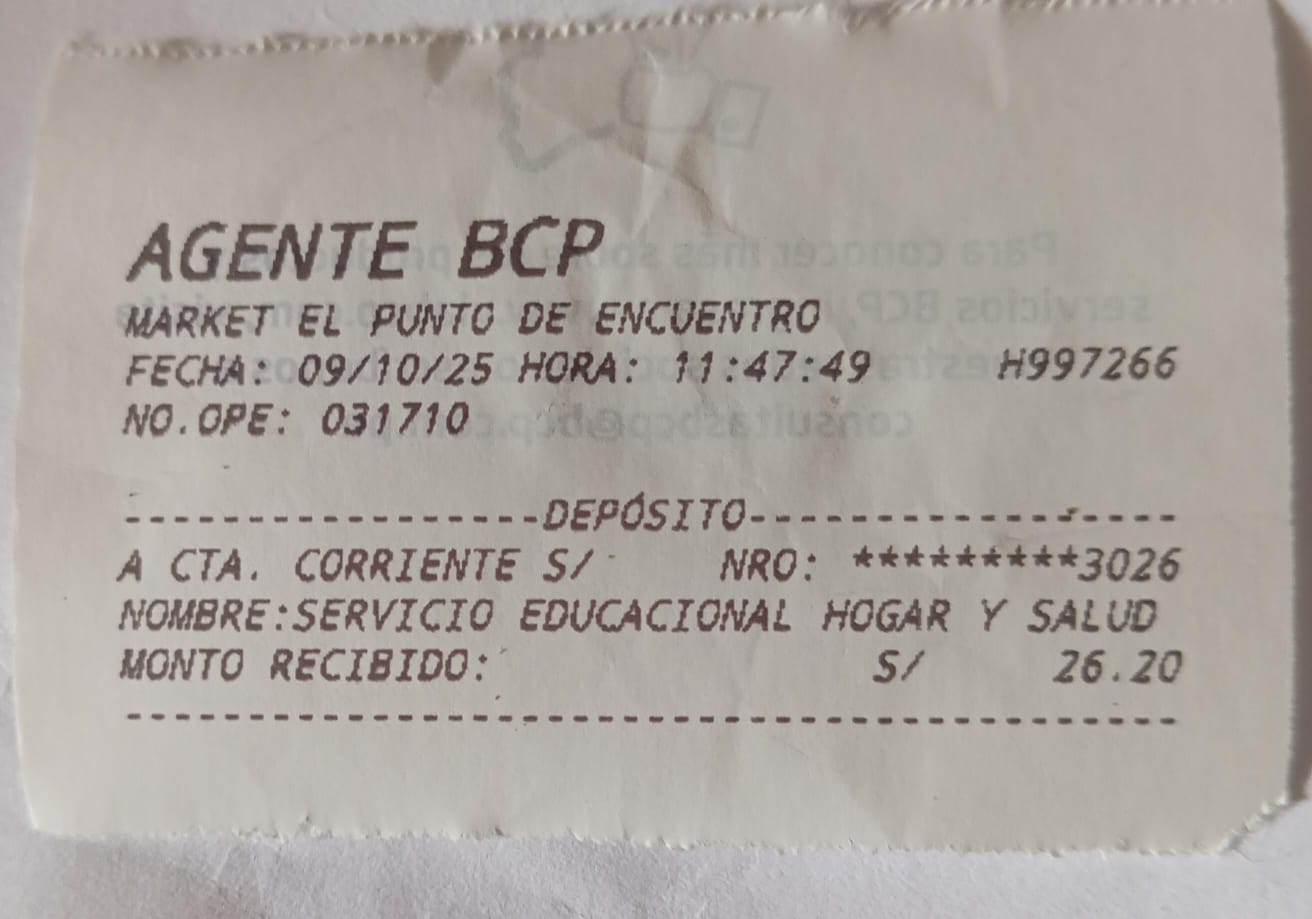 AGENTE BCP
MARKET EL PUNTO DE ENCUENTRO
FECHA: 09/10/25 HORA: 11:47:49 H997266
NO.OPE: 031710
------------------DEPÓSITO------------------
A CTA. CORRIENTE S/ NRO: *********3026
NOMBRE:SERVICIO EDUCACIONAL HOGAR Y SALUD
MONTO RECIBIDO: S/ 26.20
--------------------------------------------